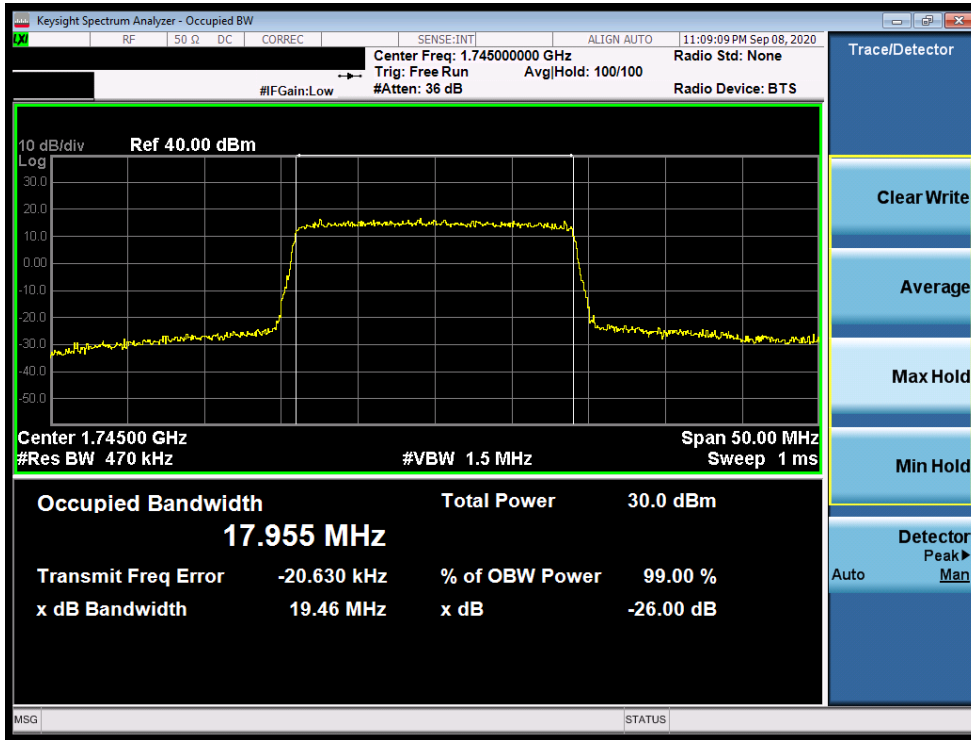 Keysight Spectrum Analyzer - Occupied BW
LXI RF 50 Ω DC CORREC SENSE:INT ALIGN AUTO 11:09:09 PM Sep 08, 2020
Center Freq: 1.745000000 GHz Radio Std: None
Trig: Free Run Avg|Hold: 100/100
#IFGain:Low #Atten: 36 dB Radio Device: BTS
10 dB/div Ref 40.00 dBm
Log
30.0
20.0
10.0
0.00
-10.0
-20.0
-30.0
-40.0
-50.0
Center 1.74500 GHz Span 50.00 MHz
#Res BW 470 kHz #VBW 1.5 MHz Sweep 1 ms
Occupied Bandwidth Total Power 30.0 dBm
17.955 MHz
Transmit Freq Error -20.630 kHz % of OBW Power 99.00 %
x dB Bandwidth 19.46 MHz x dB -26.00 dB
MSG STATUS
Trace/Detector
Clear Write
Average
Max Hold
Min Hold
Detector
Peak▶
Auto Man